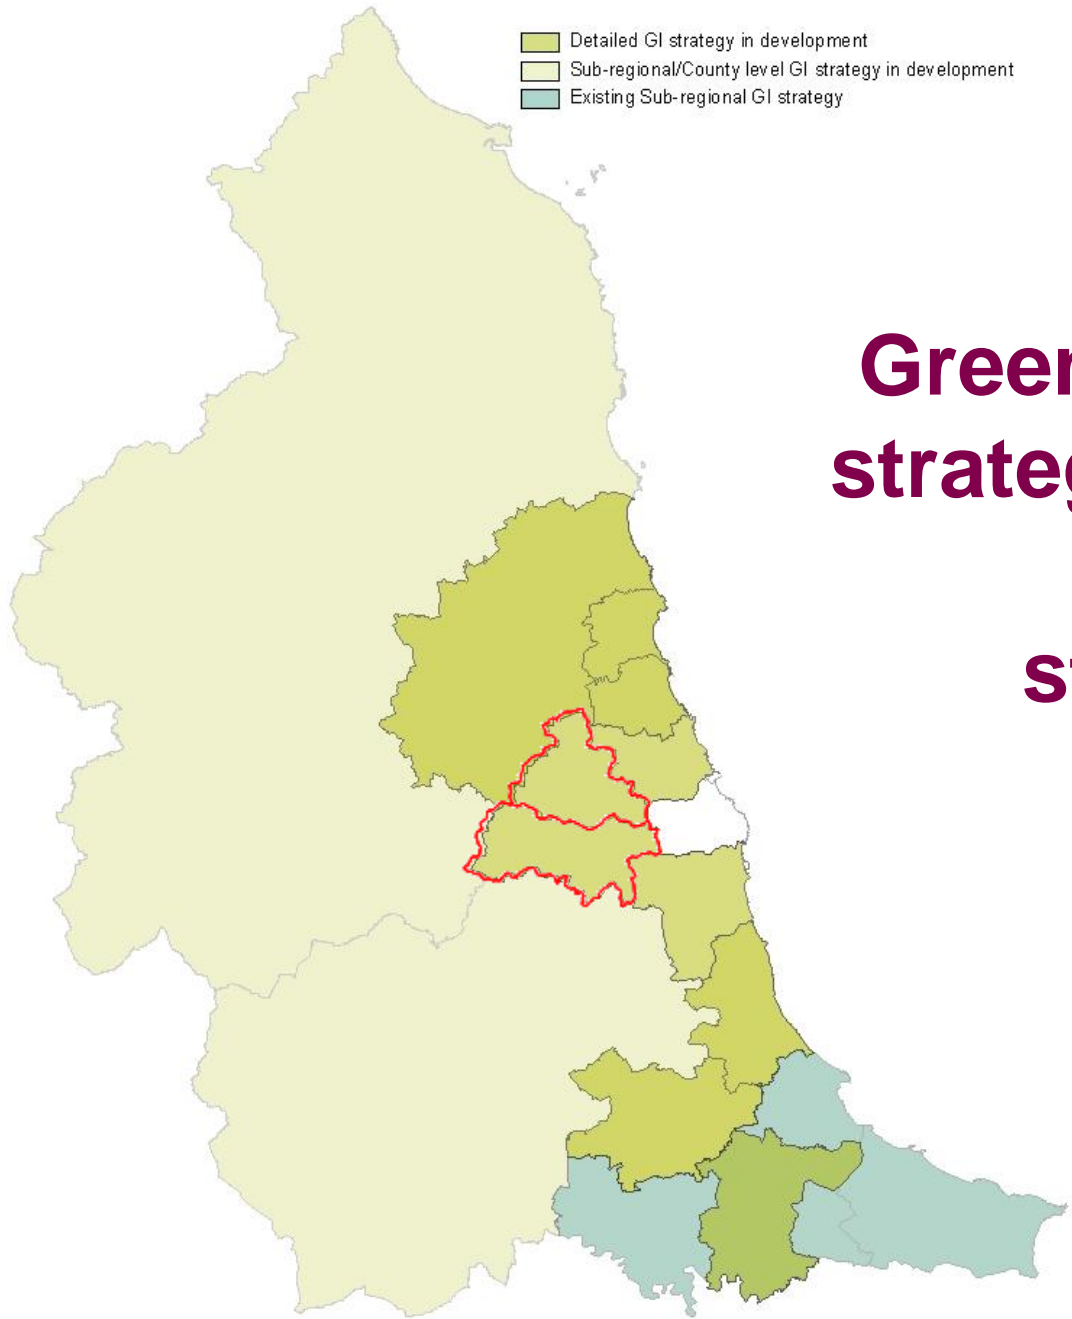 Detailed GI strategy in development
Sub-regional/County level GI strategy in development
Existing Sub-regional GI strategy
Green
strateg
st